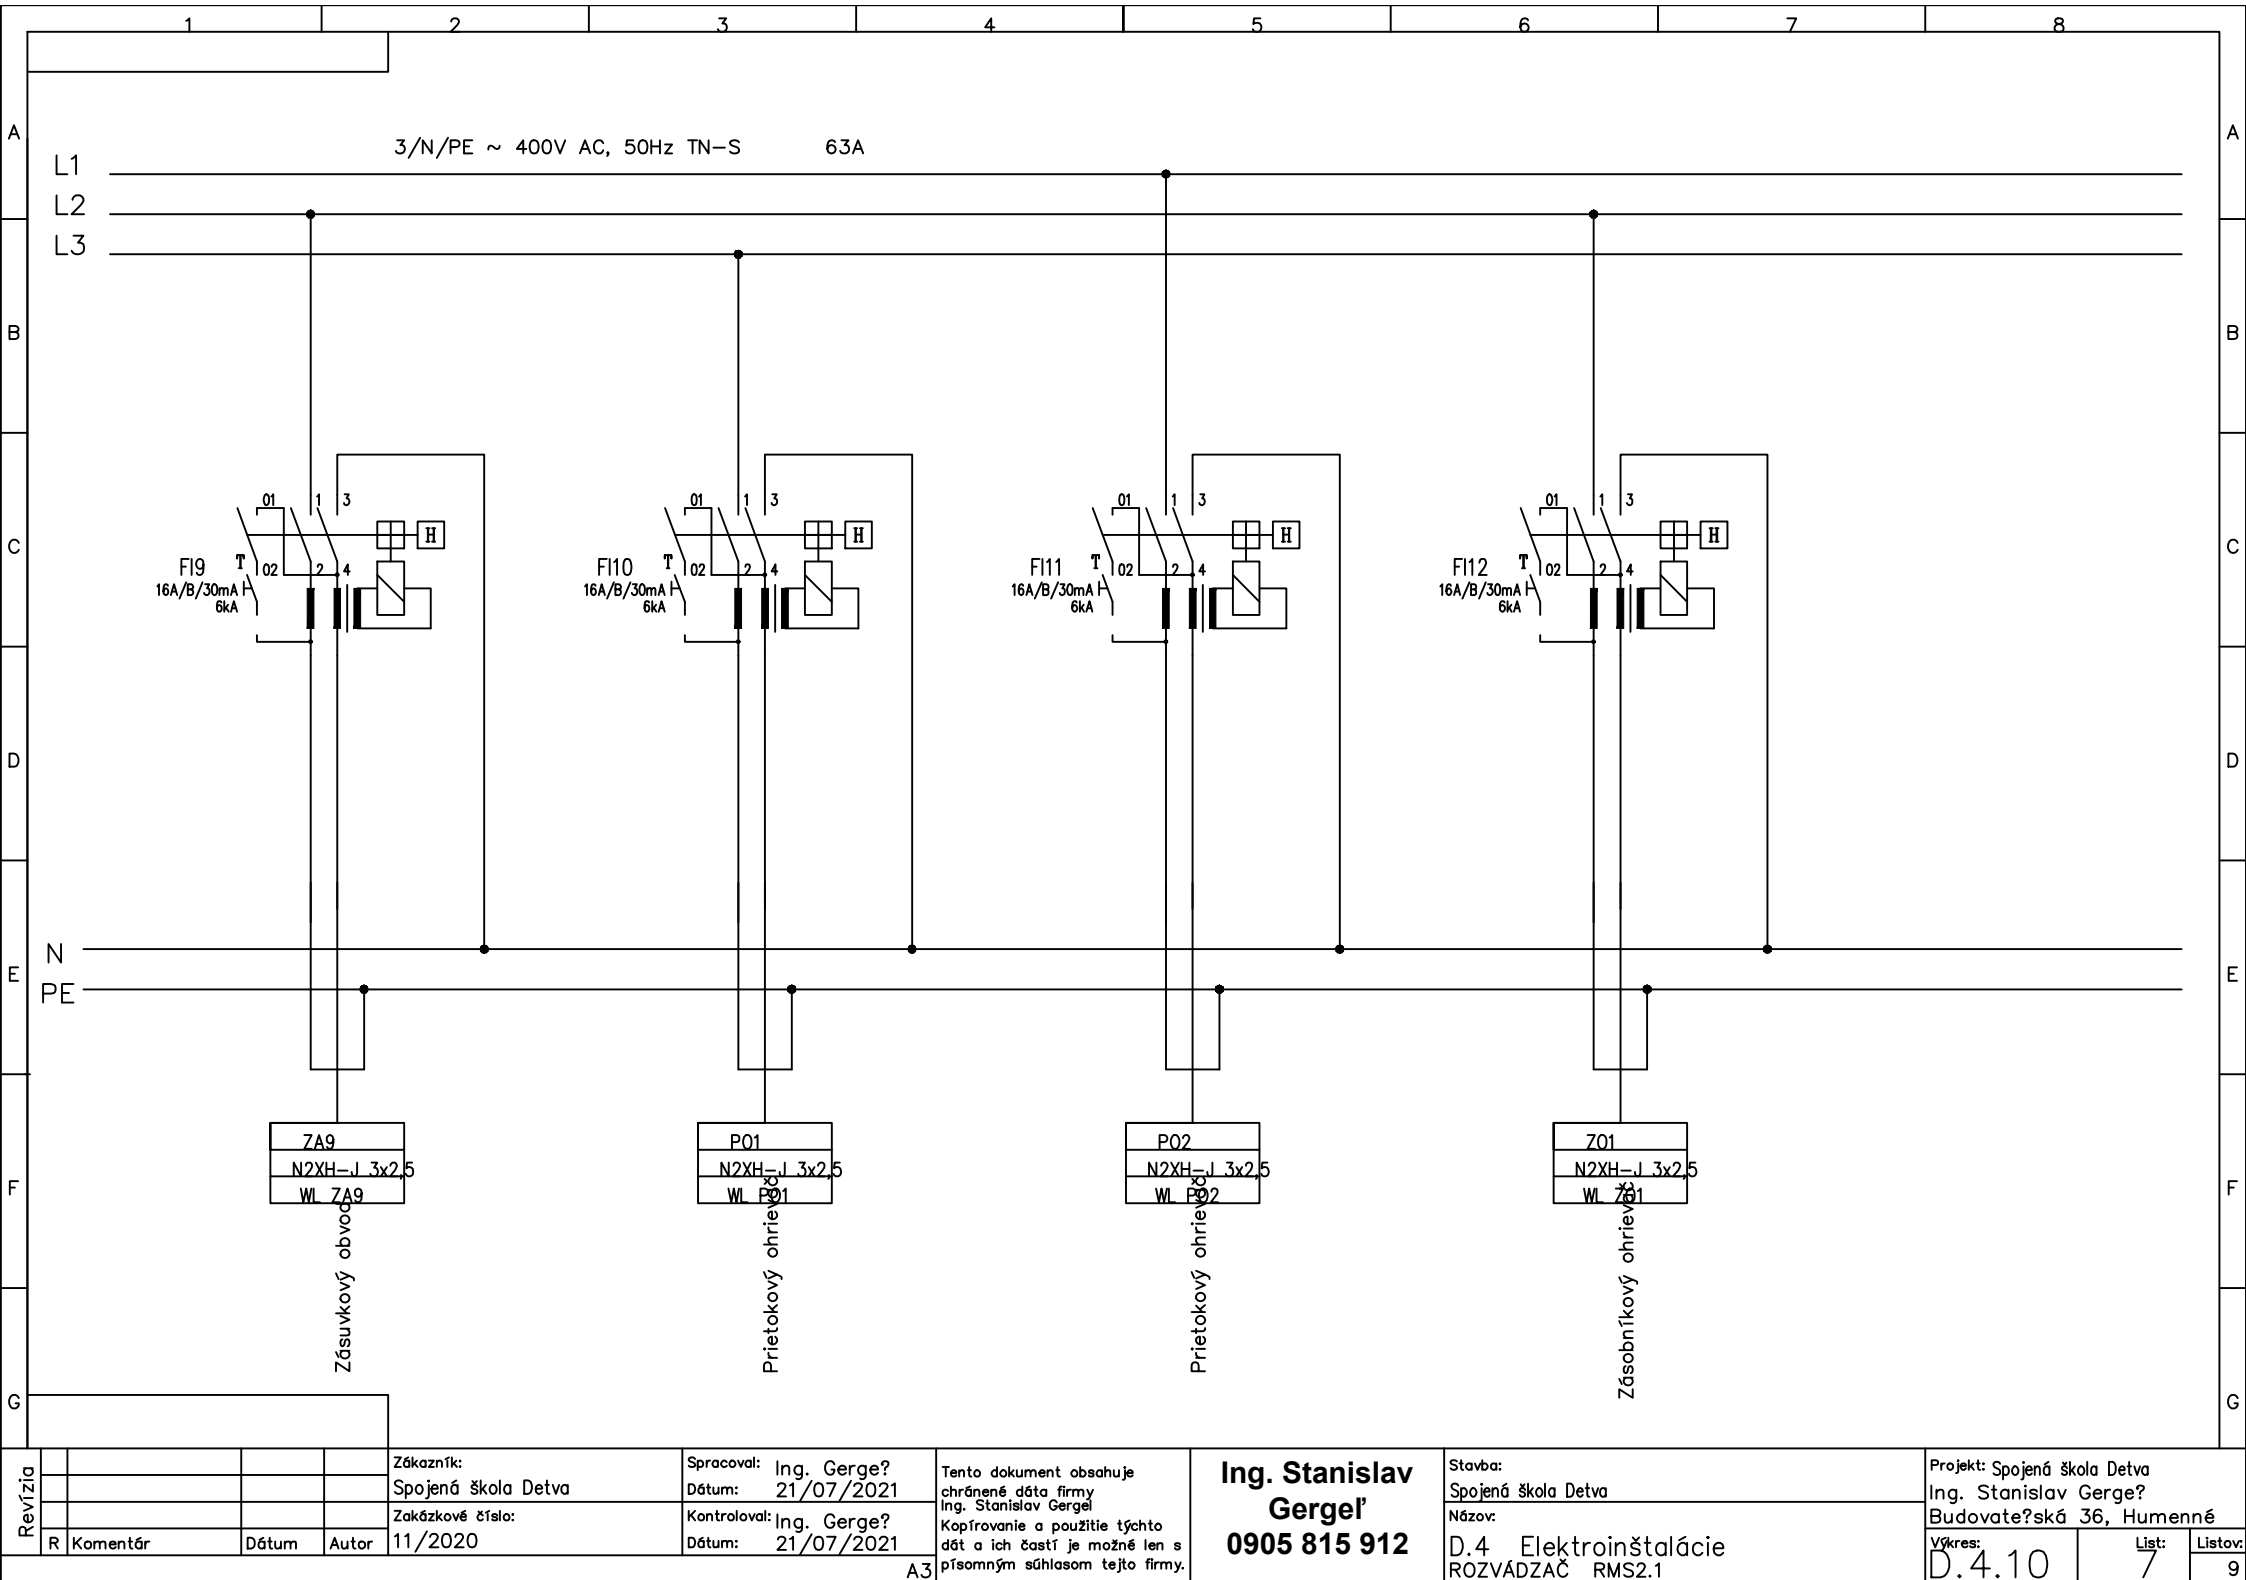 1 2 3 4 5 6 7 8
A A
3/N/PE ~ 400V AC, 50Hz TN-S 63A
L1
L2
L3
B B
01 1 3 01 1 3 01 1 3 01 1 3
C H H H H C
FI9 T 02 2 4 FI10 T 02 2 4 FI11 T 02 2 4 FI12 T 02 2 4
16A/B/30mA 16A/B/30mA 16A/B/30mA 16A/B/30mA
6kA 6kA 6kA 6kA
D D
N
E E
PE
ZA9 PO1 PO2 ZO1
N2XH-J 3x2,5 N2XH-J 3x2,5 N2XH-J 3x2,5 N2XH-J 3x2,5
F F
WL ZA9 WL PO1 WL PO2 WL ZO1
Zásuvkový obvod
Prietokový ohrievač
Prietokový ohrievač
Zásobníkový ohrievač
G G
Revízia
R Komentár Dátum Autor
Zákazník:
Spojená škola Detva
Zakázkové číslo:
11/2020
Spracoval: Ing. Gerge?
Dátum: 21/07/2021
Kontroloval: Ing. Gerge?
Dátum: 21/07/2021
A3
Tento dokument obsahuje
chránené dáta firmy
Ing. Stanislav Gergel
Kopírovanie a použitie týchto
dát a ich častí je možné len s
písomným súhlasom tejto firmy.
Ing. Stanislav
Gergeľ
0905 815 912
Stavba:
Spojená škola Detva
Názov:
D.4 Elektroinštalácie
ROZVÁDZAČ RMS2.1
Projekt: Spojená škola Detva
Ing. Stanislav Gerge?
Budovate?ská 36, Humenné
Výkres: List: Listov:
D.4.10 7 9